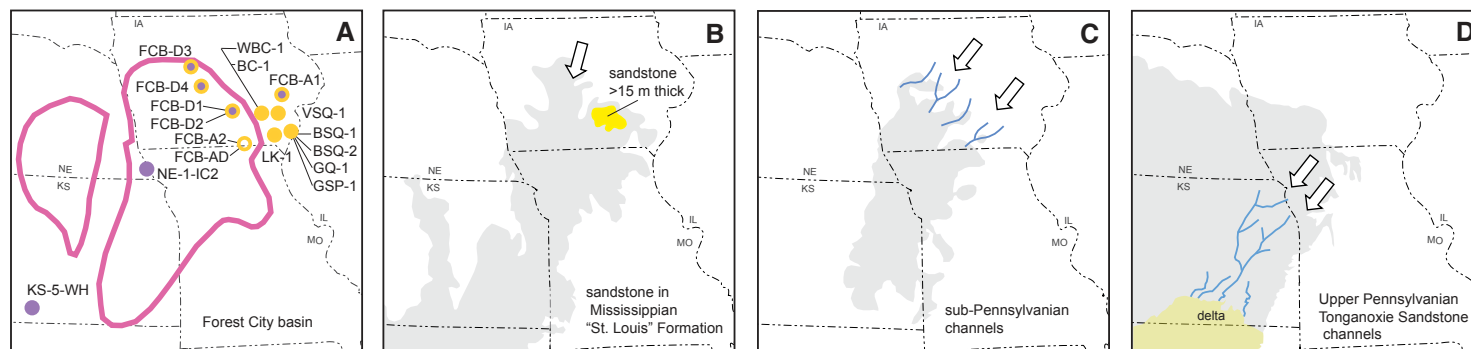 A
IA
FCB-D3
WBC-1
BC-1
FCB-A1
FCB-D4
FCB-D1
VSQ-1
FCB-D2
BSQ-1
FCB-A2
BSQ-2
FCB-AD
LK-1
GQ-1
NE
NE-1-IC2
GSP-1
KS
IL
MO
KS-5-WH
Forest City basin
B
IA
sandstone
>15 m thick
NE
KS
IL
MO
sandstone in
Mississippian
“St. Louis” Formation
C
IA
NE
KS
IL
MO
sub-Pennsylvanian
channels
D
IA
NE
KS
IL
MO
delta
Upper Pennsylvanian
Tonganoxie Sandstone
channels